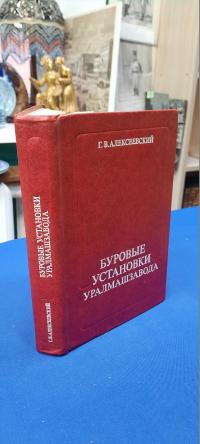 Г. В. АЛЕКСЕЕВСКИЙ
БУРОВЫЕ
УСТАНОВКИ
УРАЛМАШЗАВОДА
БУРОВЫЕ УСТАНОВКИ
УРАЛМАШЗАВОДА
Г.В.АЛЕКСЕЕВСКИЙ